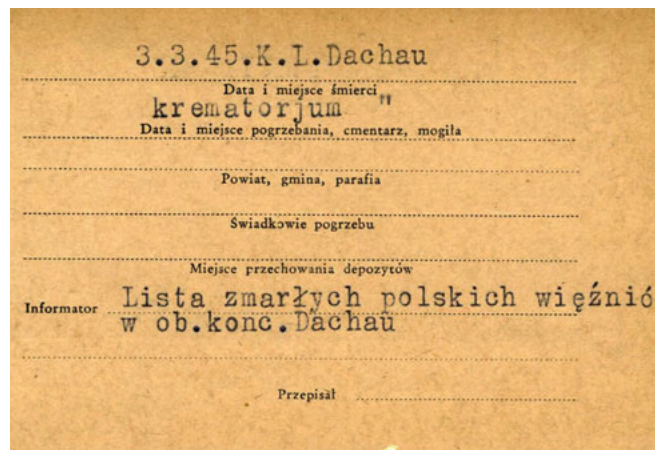 3.3.45.K.L.Dachau
Data i miejsce śmierci
krematorjum "
Data i miejsce pogrzebania, cmentarz, mogiła
Powiat, gmina, parafia
Świadkowie pogrzebu
Miejsce przechowania depozytów
Informator Lista zmarłych polskich więźnió
w ob.konc.Dachau
Przepisał